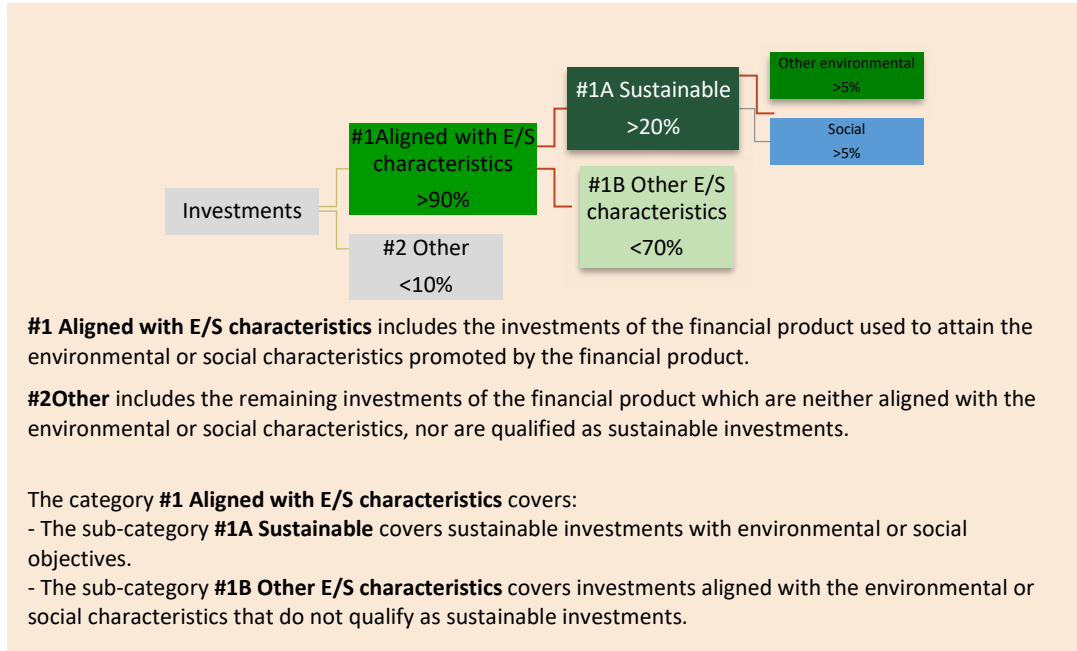 Other environmental
>5%
#1A Sustainable
>20%
Social
>5%
#1Aligned with E/S
characteristics
>90%
#1B Other E/S
characteristics
<70%
Investments
#2 Other
<10%
#1 Aligned with E/S characteristics includes the investments of the financial product used to attain the
environmental or social characteristics promoted by the financial product.
#2Other includes the remaining investments of the financial product which are neither aligned with the
environmental or social characteristics, nor are qualified as sustainable investments.
The category #1 Aligned with E/S characteristics covers:
- The sub-category #1A Sustainable covers sustainable investments with environmental or social
objectives.
- The sub-category #1B Other E/S characteristics covers investments aligned with the environmental or
social characteristics that do not qualify as sustainable investments.